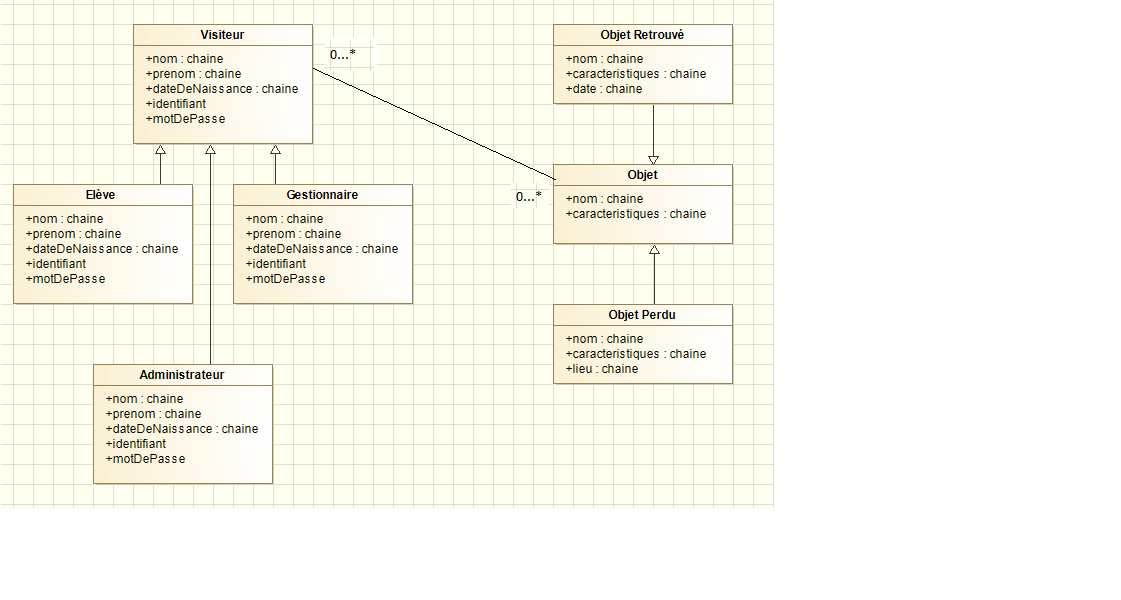 Visiteur
+nom : chaine
+prenom : chaine
+dateDeNaissance : chaine
+identifiant
+motDePasse
0...*
Objet Retrouvé
+nom : chaine
+caracteristiques : chaine
+date : chaine
Elève
+nom : chaine
+prenom : chaine
+dateDeNaissance : chaine
+identifiant
+motDePasse
Gestionnaire
+nom : chaine
+prenom : chaine
+dateDeNaissance : chaine
+identifiant
+motDePasse
0...*
Objet
+nom : chaine
+caracteristiques : chaine
Administrateur
+nom : chaine
+prenom : chaine
+dateDeNaissance : chaine
+identifiant
+motDePasse
Objet Perdu
+nom : chaine
+caracteristiques : chaine
+lieu : chaine